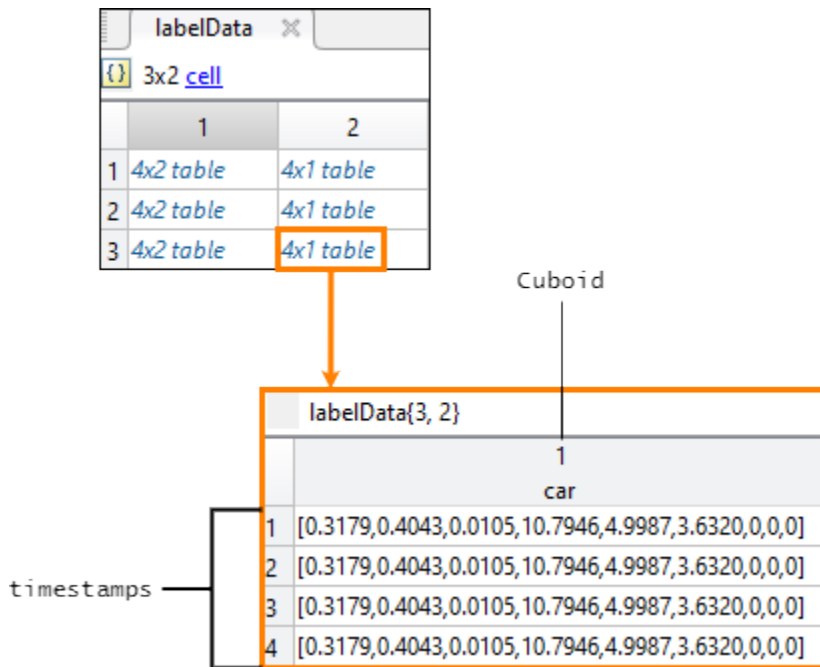 labelData
{} 3x2 cell
1 2
1 4x2 table 4x1 table
2 4x2 table 4x1 table
3 4x2 table 4x1 table
Cuboid
labelData{3, 2}
1
car
1 [0.3179,0.4043,0.0105,10.7946,4.9987,3.6320,0,0,0]
2 [0.3179,0.4043,0.0105,10.7946,4.9987,3.6320,0,0,0]
timestamps
3 [0.3179,0.4043,0.0105,10.7946,4.9987,3.6320,0,0,0]
4 [0.3179,0.4043,0.0105,10.7946,4.9987,3.6320,0,0,0]